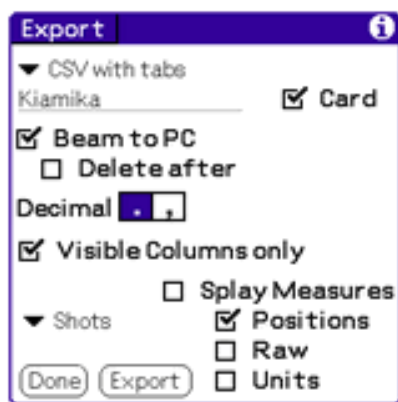 Export i
CSV with tabs
Kiamika Card
Beam to PC
Delete after
Decimal . ,
Visible Columns only
Splay Measures
Shots Positions
Raw
Done Export Units